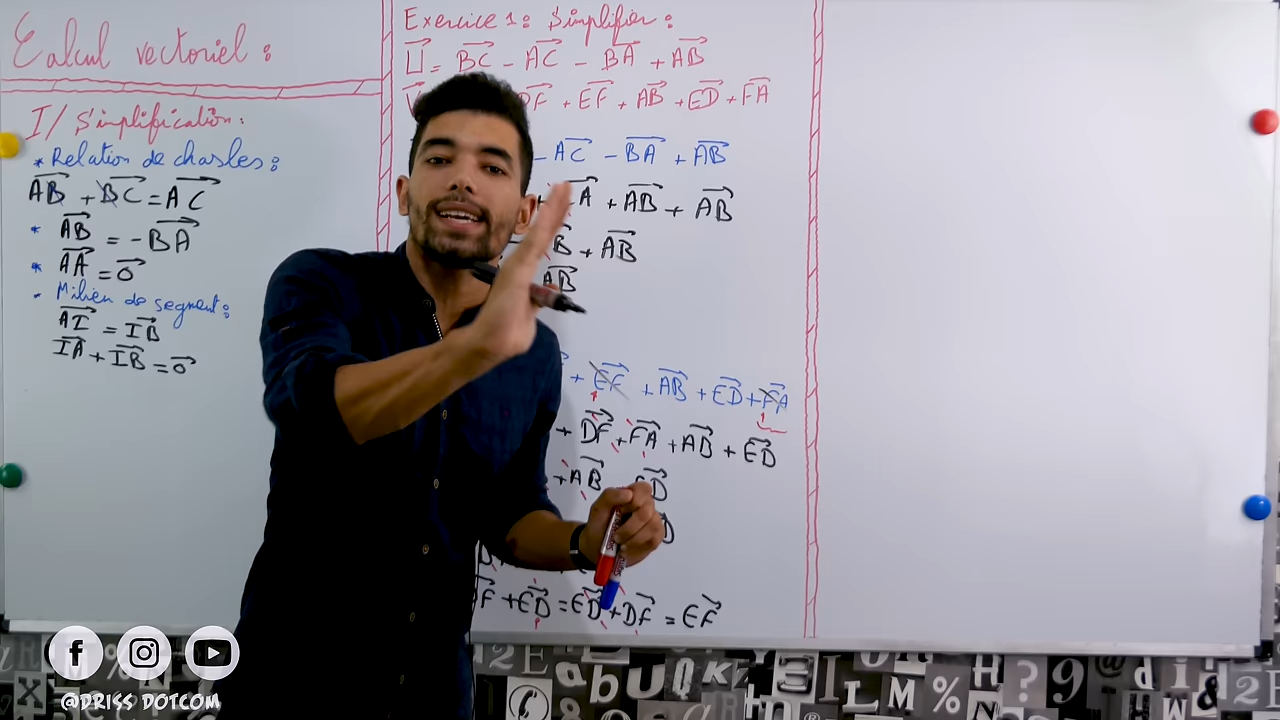 Calcul vectoriel :
I/ Simplification :
* Relation de chasles :
AB + BC = AC
* AB = -BA
* AA = 0
* Milieu de segment :
AI = IB
IA + IB = 0
Exercice 1 : Simplifier :
U = BC - AC - BA + AB
DF + EF + AB + ED + FA
- AC - BA + AB
+ AB + AB
+ AB
AB
+ EF + AB + ED + FA
+ DF + FA + AB + ED
+ AB
+ ED = ED + DF = EF
@DRISS DOTCOM